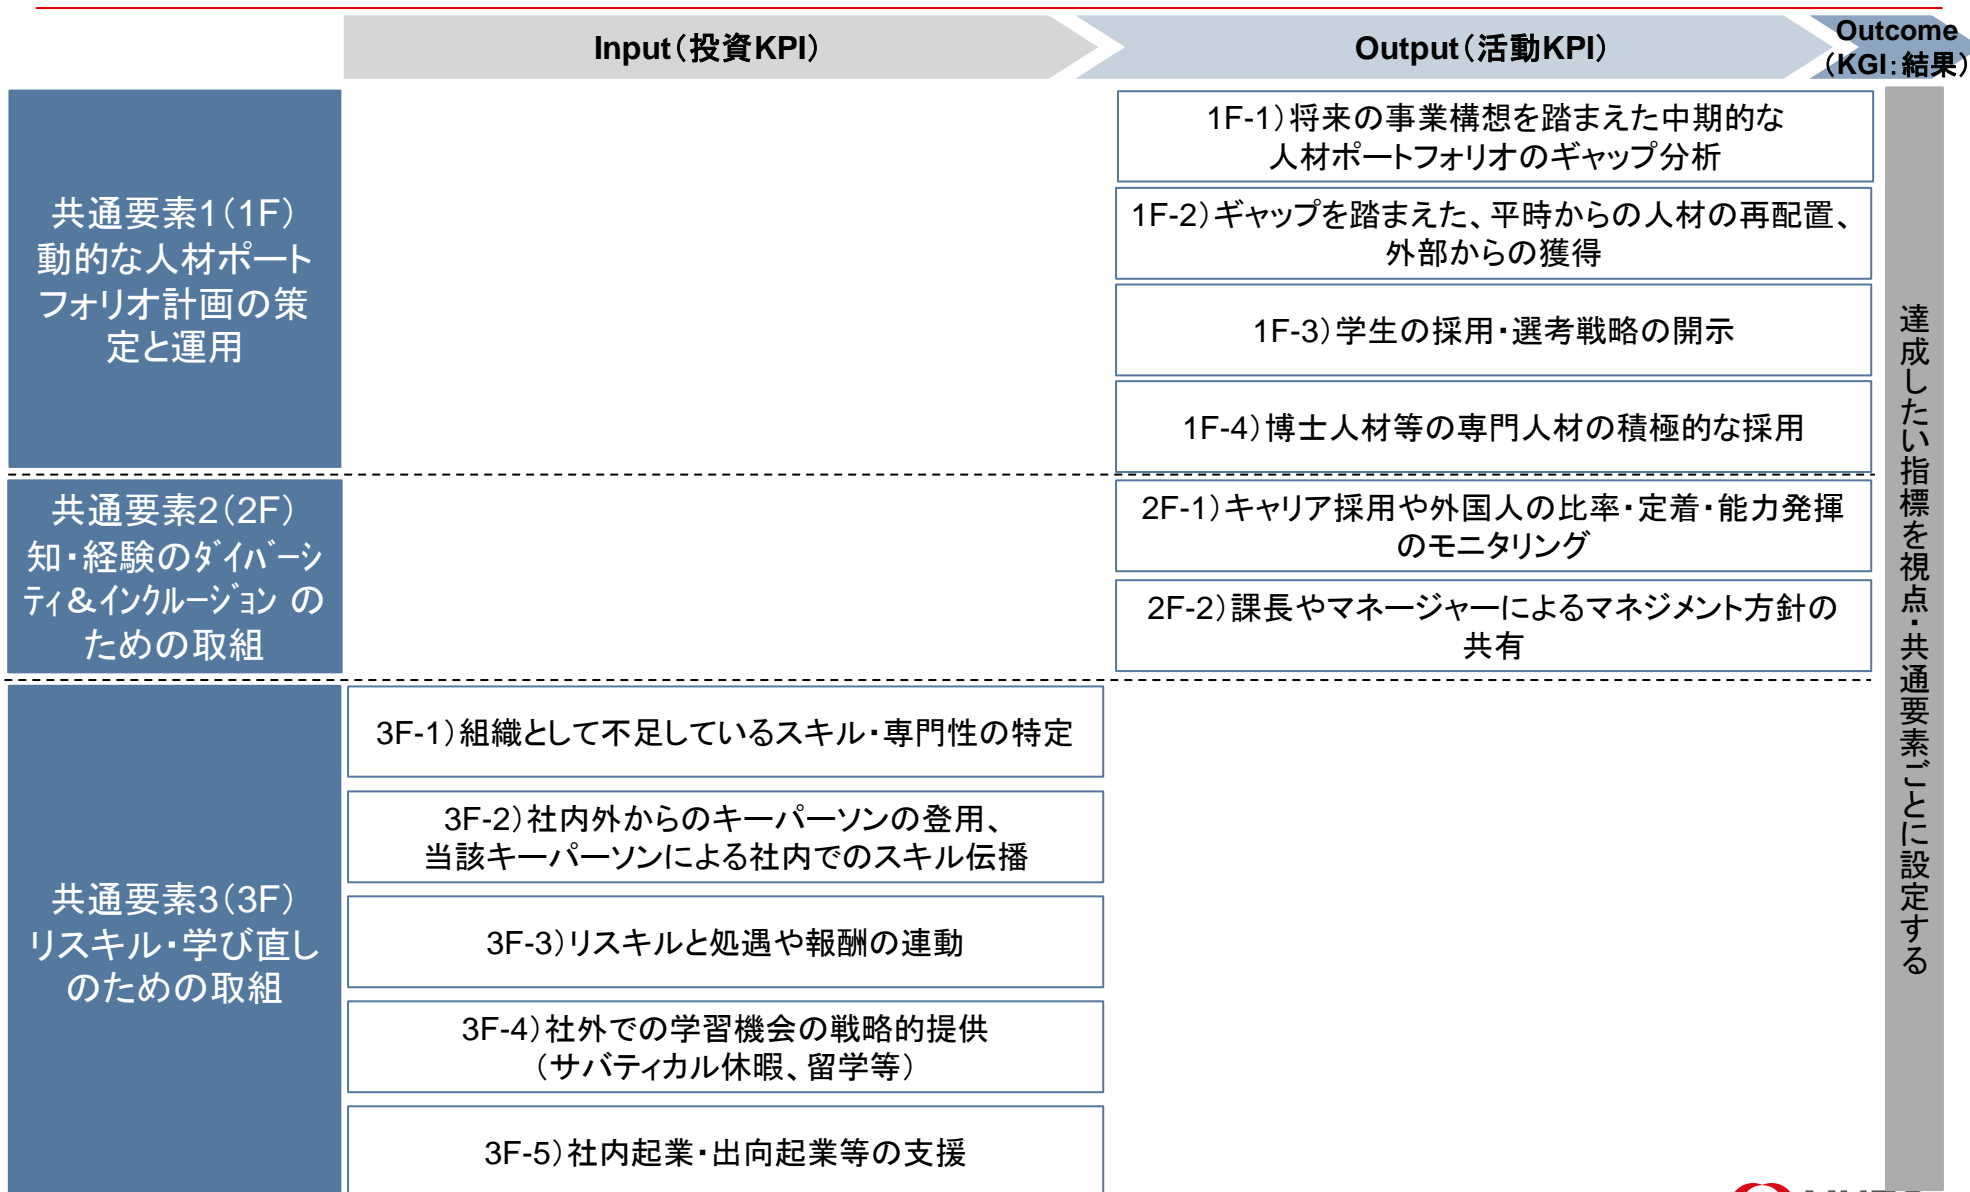 Input（投資KPI）
Output（活動KPI）
Outcome
（KGI：結果）
共通要素1（1F）
動的な人材ポート
フォリオ計画の策
定と運用
1F-1）将来の事業構想を踏まえた中期的な
人材ポートフォリオのギャップ分析
1F-2）ギャップを踏まえた、平時からの人材の再配置、
外部からの獲得
1F-3）学生の採用・選考戦略の開示
1F-4）博士人材等の専門人材の積極的な採用
共通要素2（2F）
知・経験のﾀﾞｲﾊﾞｰｼ
ﾃｨ＆ｲﾝｸﾙｰｼﾞｮﾝ の
ための取組
2F-1）キャリア採用や外国人の比率・定着・能力発揮
のモニタリング
2F-2）課長やマネージャーによるマネジメント方針の
共有
共通要素3（3F）
リスキル・学び直し
のための取組
3F-1）組織として不足しているスキル・専門性の特定
3F-2）社内外からのキーパーソンの登用、
当該キーパーソンによる社内でのスキル伝播
3F-3）リスキルと処遇や報酬の連動
3F-4）社外での学習機会の戦略的提供
（サバティカル休暇、留学等）
3F-5）社内起業・出向起業等の支援
達成したい指標を視点・共通要素ごとに設定する